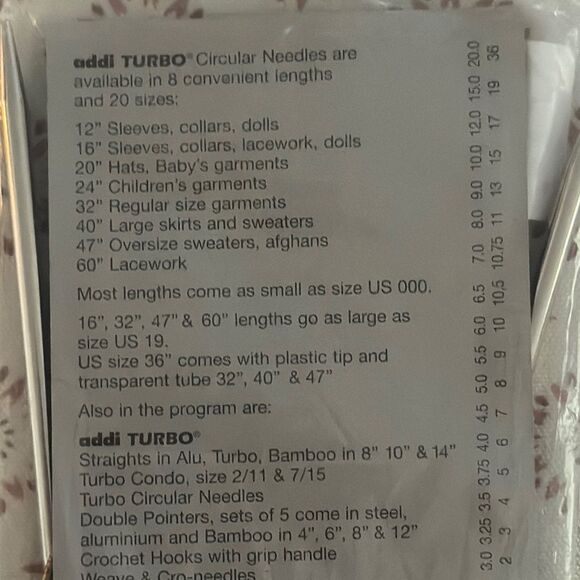 addi TURBO® Circular Needles are
available in 8 convenient lengths
and 20 sizes:
12" Sleeves, collars, dolls
16" Sleeves, collars, lacework, dolls
20" Hats, Baby's garments
24" Children's garments
32" Regular size garments
40" Large skirts and sweaters
47" Oversize sweaters, afghans
60" Lacework
Most lengths come as small as size US 000.
16", 32", 47" & 60" lengths go as large as
size US 19.
US size 36" comes with plastic tip and
transparent tube 32", 40" & 47"
Also in the program are:
addi TURBO®
Straights in Alu, Turbo, Bamboo in 8" 10" & 14"
Turbo Condo, size 2/11 & 7/15
Turbo Circular Needles
Double Pointers, sets of 5 come in steel,
aluminium and Bamboo in 4", 6", 8" & 12"
Crochet Hooks with grip handle
Weave & Cro-needles
3.0 3.25 3.5 3.75 4.0 4.5 5.0 5.5 6.0 6.5 7.0 8.0 9.0 10.0 12.0 15.0 20.0
2 3 4 5 6 7 8 9 10 10,5 10.75 11 13 15 17 19 36